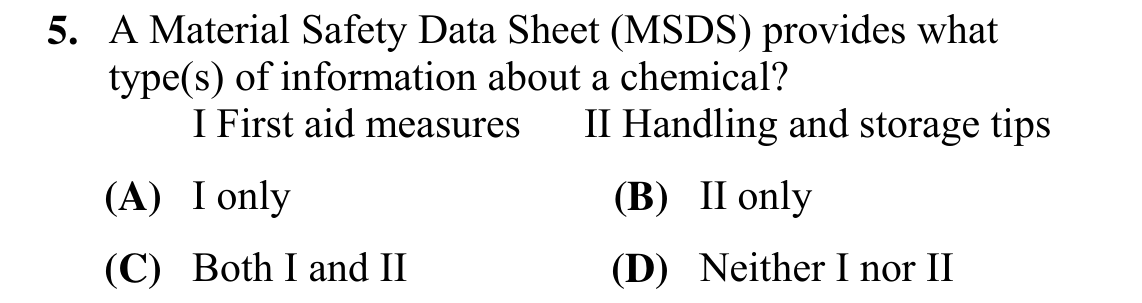 5. A Material Safety Data Sheet (MSDS) provides what
type(s) of information about a chemical?
I First aid measures II Handling and storage tips
(A) I only (B) II only
(C) Both I and II (D) Neither I nor II